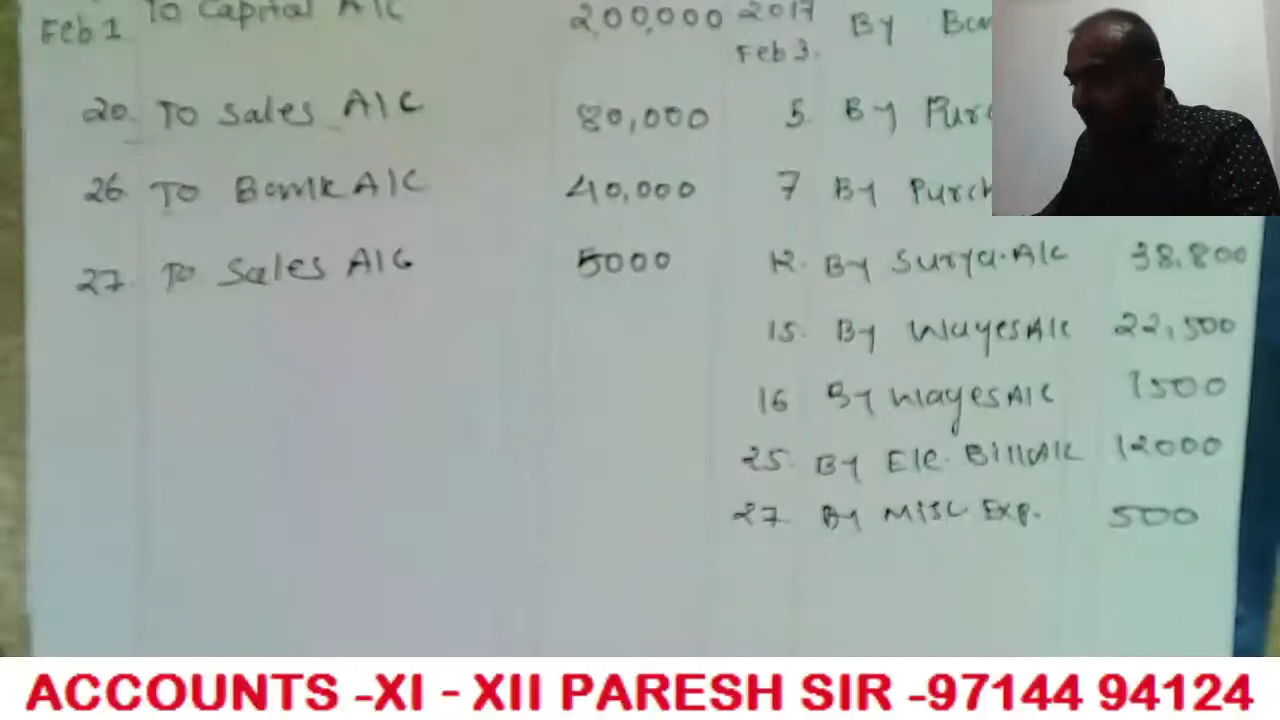 Feb 1 To Capital A/C 2,00,000 2017 Feb 3. By
20. To Sales A/C 80,000 5 By
26 To Bank A/C 40,000 7 By
27. To Sales A/C 5000 12. By Surya A/C 38,800
15. By Wages A/C 22,500
16 By Wages A/C 1500
25. By Ele. Bill A/C 12000
27. By Misc Exp. 500
ACCOUNTS -XI - XII PARESH SIR -97144 94124